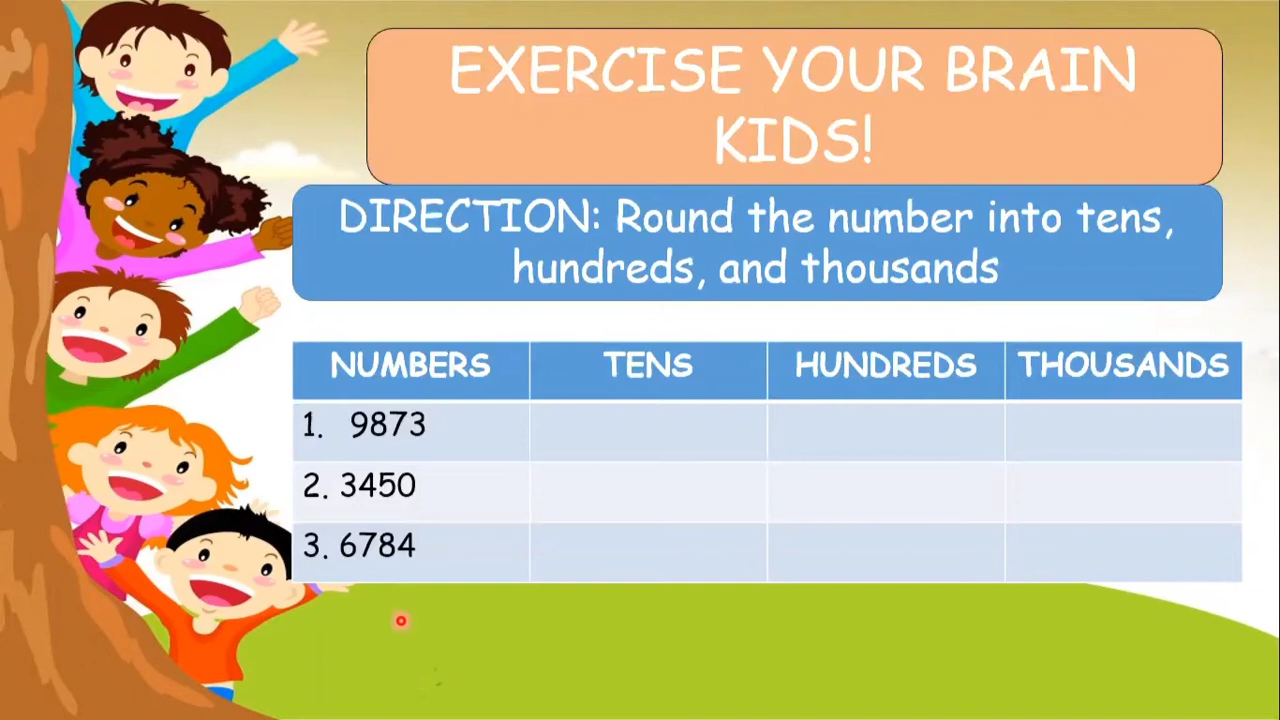 EXERCISE YOUR BRAIN
KIDS!
DIRECTION: Round the number into tens,
hundreds, and thousands
NUMBERS TENS HUNDREDS THOUSANDS
1. 9873
2. 3450
3. 6784